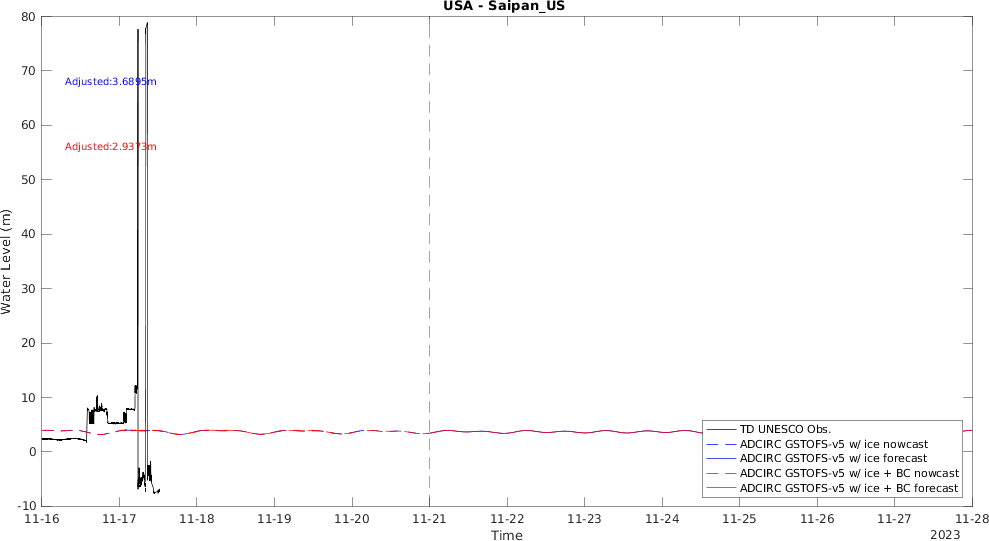 USA - Saipan_US
80
70
60
50
40
30
20
10
0
-10
Water Level (m)
Adjusted:3.6895m
Adjusted:2.9373m
TD UNESCO Obs.
ADCIRC GSTOFS-v5 w/ ice nowcast
ADCIRC GSTOFS-v5 w/ ice forecast
ADCIRC GSTOFS-v5 w/ ice + BC nowcast
ADCIRC GSTOFS-v5 w/ ice + BC forecast
11-16 11-17 11-18 11-19 11-20 11-21 11-22 11-23 11-24 11-25 11-26 11-27 11-28
Time
2023